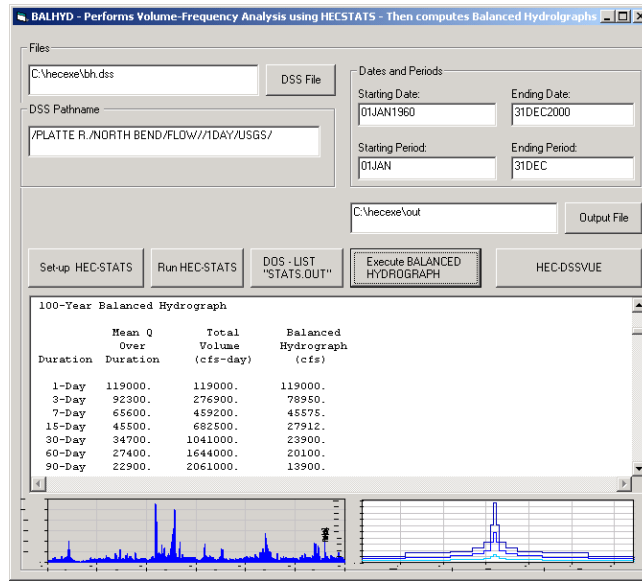 BALHYD - Performs Volume-Frequency Analysis using HECSTATS - Then computes Balanced Hydrolgraphs
Files
C:\hecexe\bh.dss
DSS File
DSS Pathname
/PLATTE R./NORTH BEND/FLOW//1DAY/USGS/
Dates and Periods
Starting Date: Ending Date:
01JAN1960 31DEC2000
Starting Period: Ending Period:
01JAN 31DEC
C:\hecexe\out
Output File
Set-up HEC-STATS
Run HEC-STATS
DOS - LIST
"STATS.OUT"
Execute BALANCED
HYDROGRAPH
HEC-DSSVUE
100-Year Balanced Hydrograph
Mean Q Total Balanced
Over Volume Hydrograph
Duration Duration (cfs-day) (cfs)
1-Day 119000. 119000. 119000.
3-Day 92300. 276900. 78950.
7-Day 65600. 459200. 45575.
15-Day 45500. 682500. 27912.
30-Day 34700. 1041000. 23900.
60-Day 27400. 1644000. 20100.
90-Day 22900. 2061000. 13900.